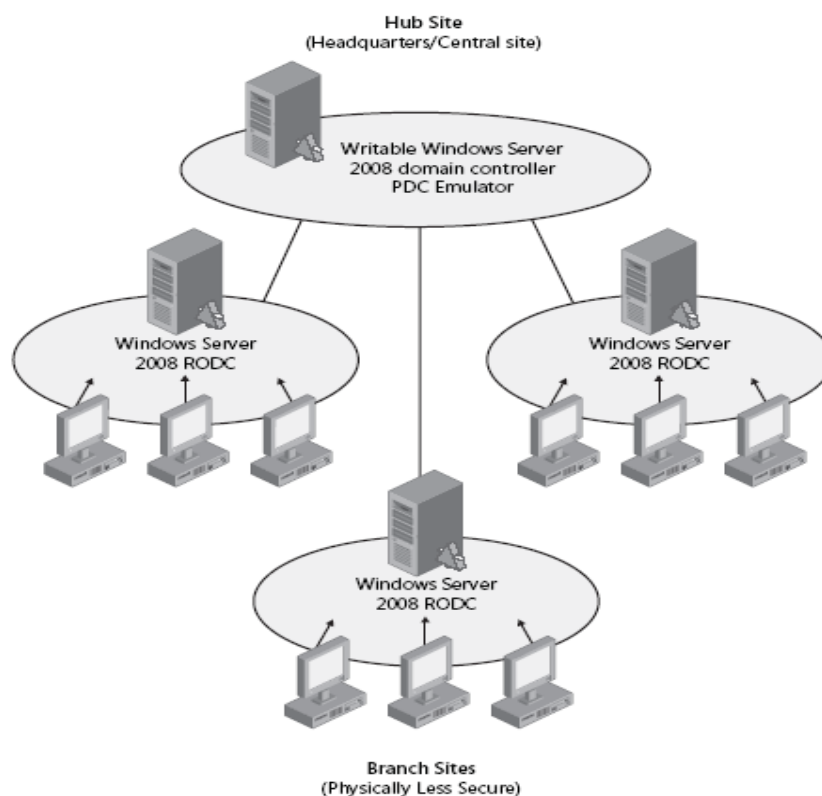 Hub Site
(Headquarters/Central site)
Writable Windows Server
2008 domain controller
PDC Emulator
Windows Server
2008 RODC
Windows Server
2008 RODC
Windows Server
2008 RODC
Branch Sites
(Physically Less Secure)